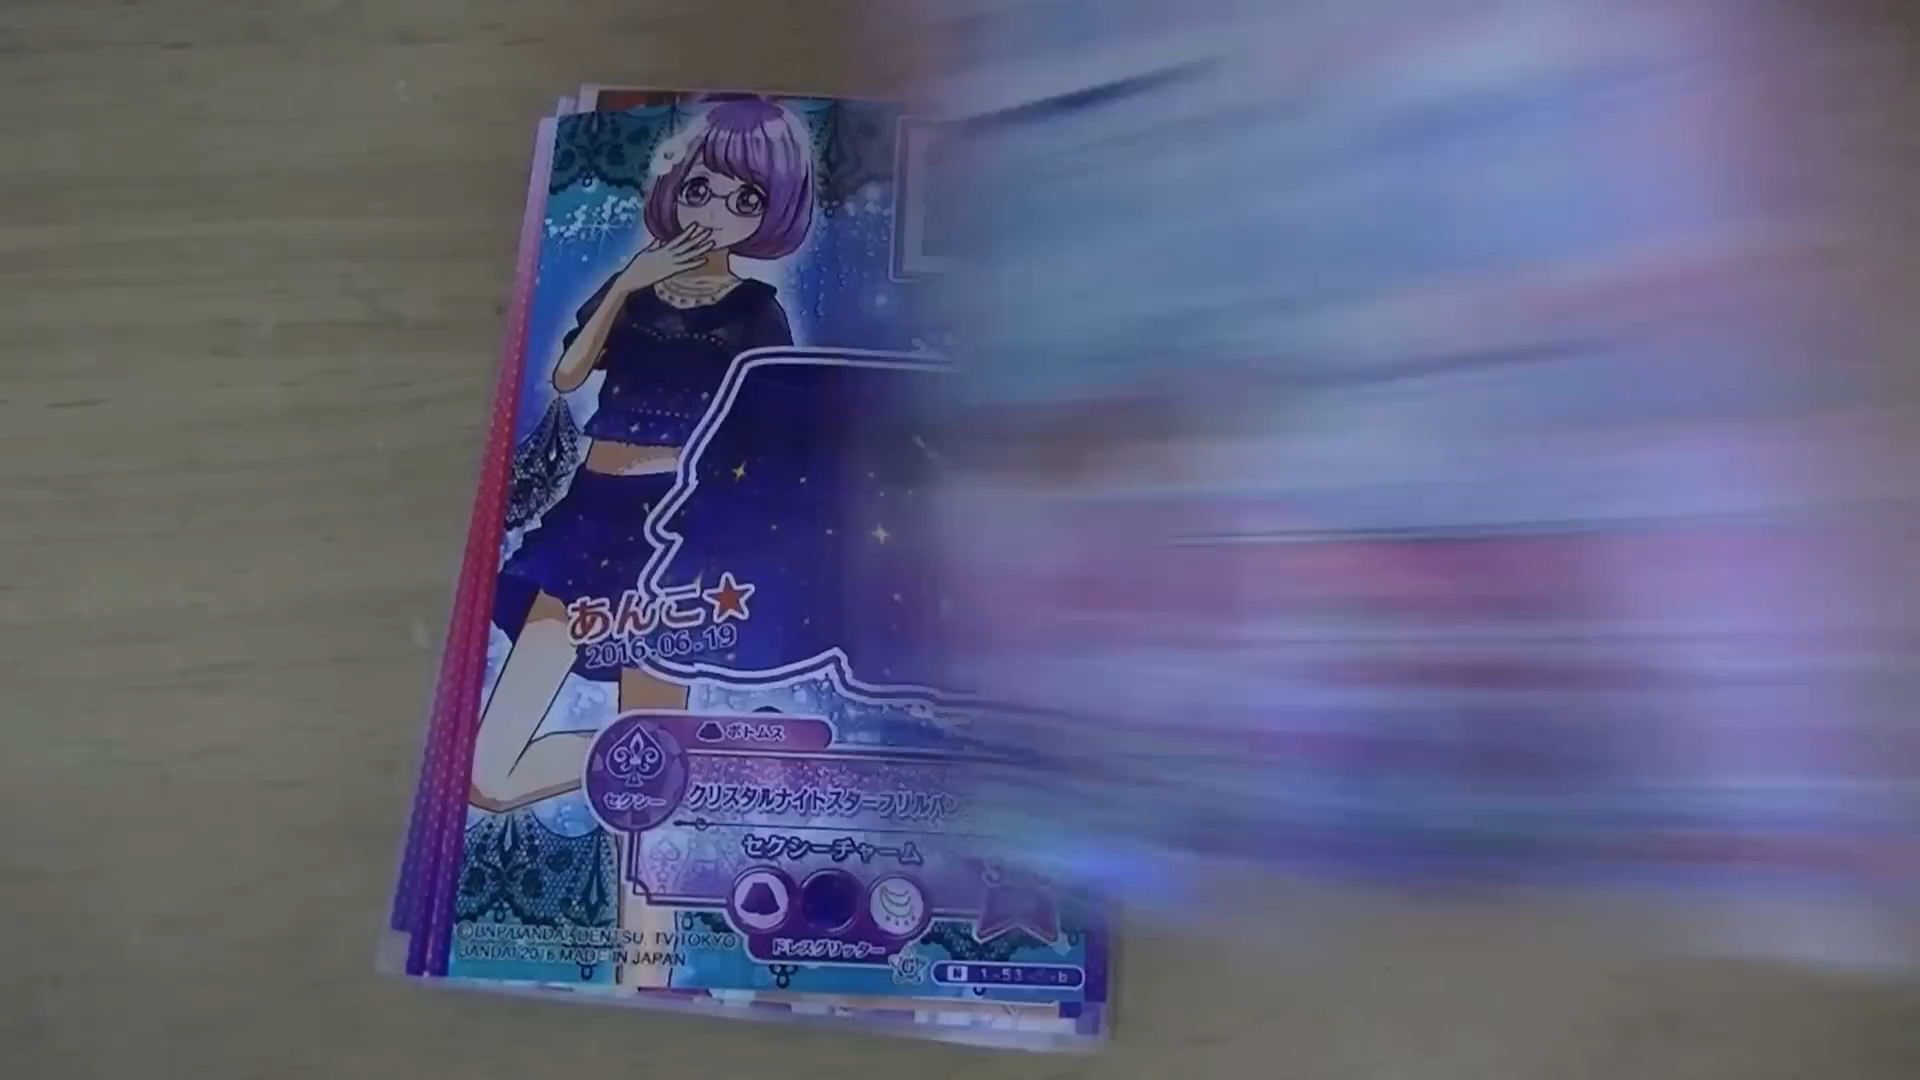 あんこ★
2016.06.19
ボトムス
セクシー
クリスタルナイトスターフリルパン
セクシーチャーム
ドレスグリッター
©BNP/BANDAI, DENTSU, TV TOKYO
BANDAI 2016 MADE IN JAPAN
N